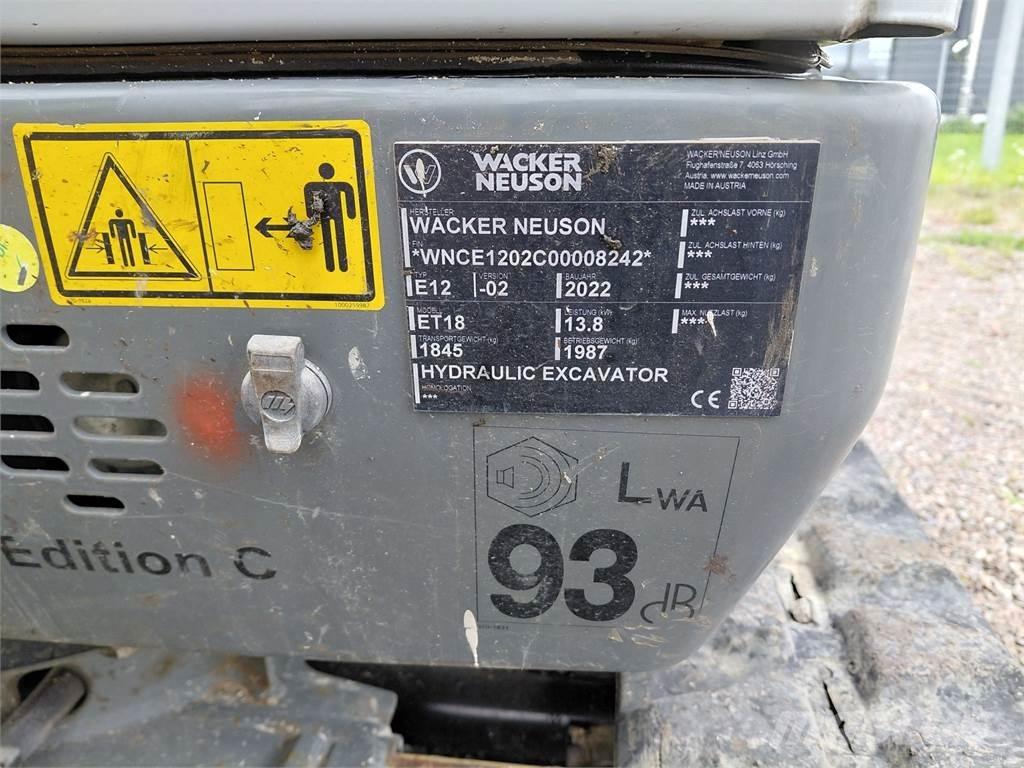 WACKER
NEUSON
WACKER NEUSON Linz GmbH
Flughafenstraße 7, 4063 Hörsching
Austria, www.wackerneuson.com
MADE IN AUSTRIA
HERSTELLER
WACKER NEUSON
FIN
*WNCE1202C00008242*
TYP VERSION BAUJAHR
E12 -02 2022
MODELL LEISTUNG (kW)
ET18 13.8
TRANSPORTGEWICHT (kg) BETRIEBSGEWICHT (kg)
1845 1987
HYDRAULIC EXCAVATOR
HOMOLOGATION
***
ZUL. ACHSLAST VORNE (kg)
***
ZUL. ACHSLAST HINTEN (kg)
***
ZUL. GESAMTGEWICHT (kg)
***
MAX. NUTZLAST (kg)
***
CE
1000255987
LWA
93
dB
Edition C